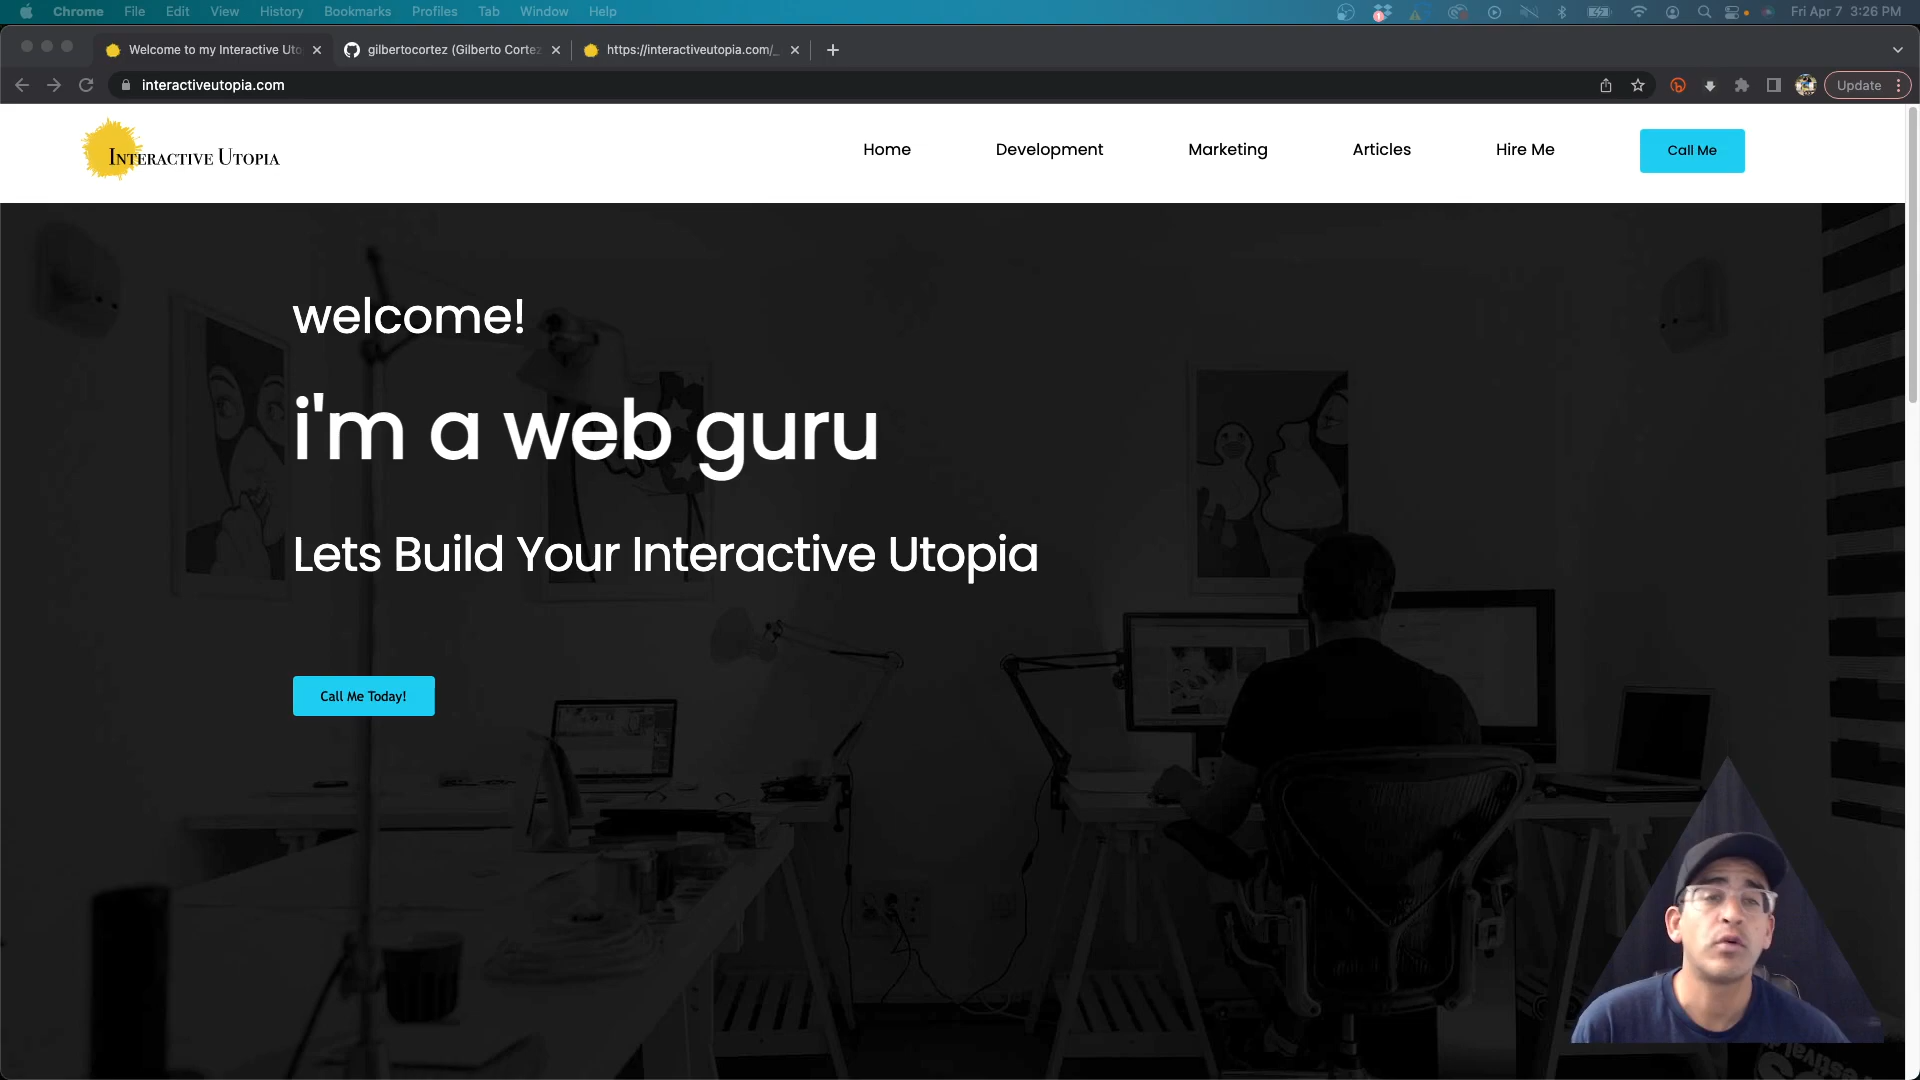 Chrome File Edit View History Bookmarks Profiles Tab Window Help Fri Apr 7 3:26 PM
Welcome to my Interactive Uto
gilbertocortez (Gilberto Cortez
https://interactiveutopia.com/_
interactiveutopia.com
Update
Interactive Utopia
Home Development Marketing Articles Hire Me Call Me
welcome!
i'm a web guru
Lets Build Your Interactive Utopia
Call Me Today!